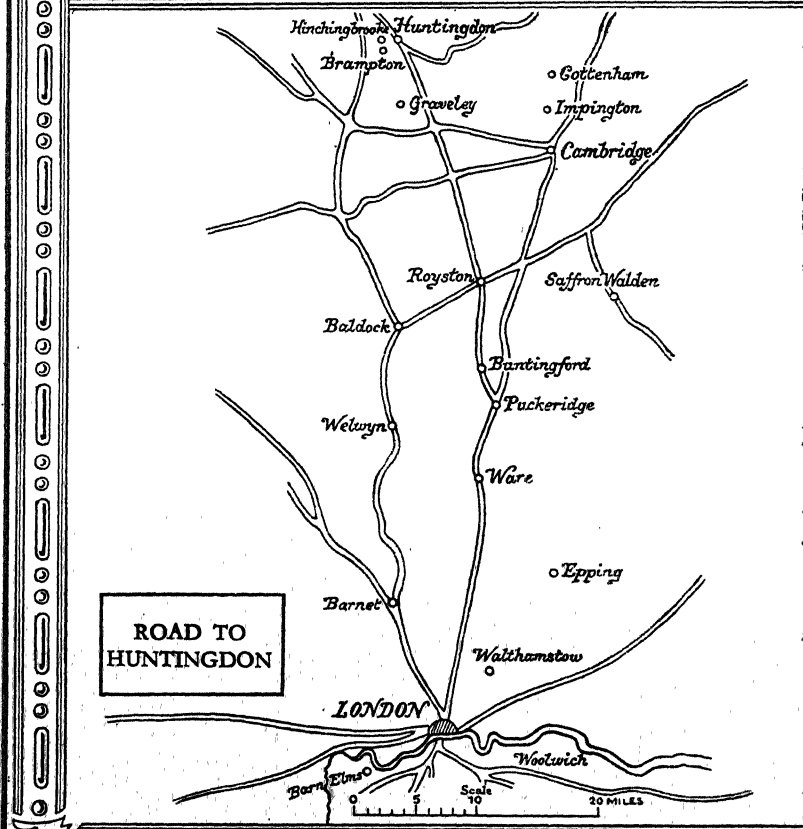 Hinchingbrooke
Huntingdon
Brampton
Cottenham
Graveley
Impington
Cambridge
Royston
Saffron Walden
Baldock
Buntingford
Puckeridge
Welwyn
Ware
Epping
Barnet
ROAD TO
HUNTINGDON
Walthamstow
LONDON
Woolwich
Barn Elms
Scale
0 5 10 20 MILES